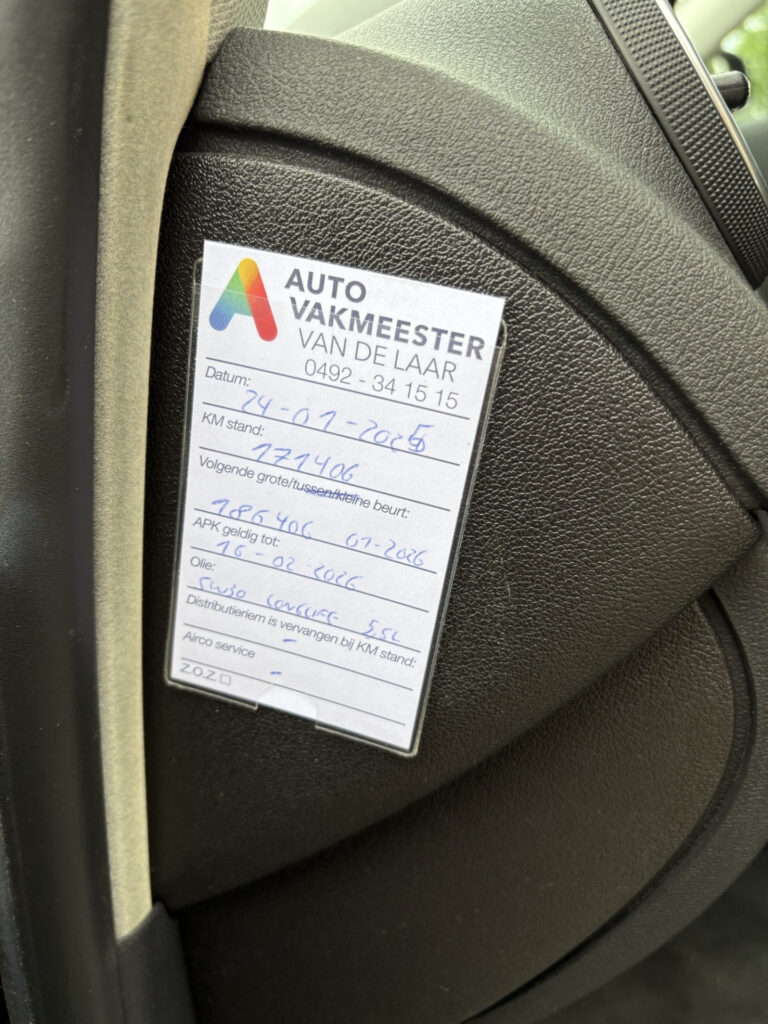 AUTO
VAKMEESTER
VAN DE LAAR
0492 - 34 15 15
Datum:
24-01-2025
KM stand:
171406
Volgende grote/tussen/kleine beurt:
186406 01-2026
APK geldig tot:
16-02-2026
Olie:
5W30 LONGLIFE 5,5L
Distributieriem is vervangen bij KM stand:
-
Airco service
-
Z.O.Z. □